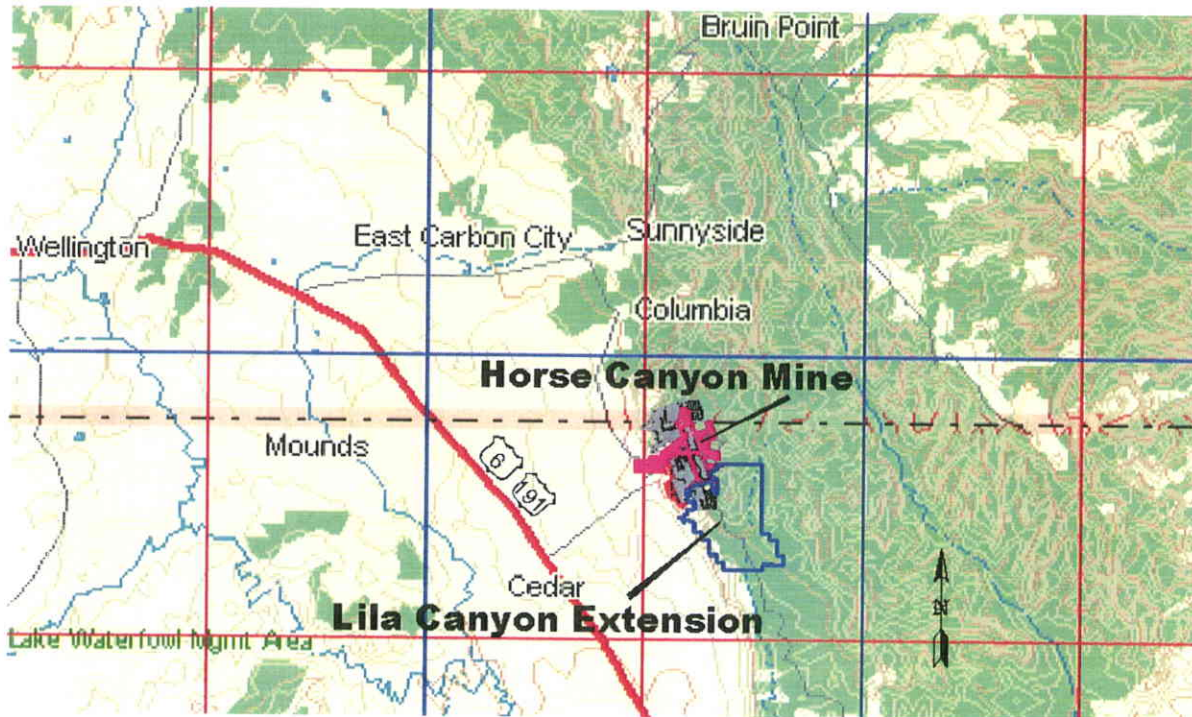 Bruin Point
Wellington
East Carbon City
Sunnyside
Columbia
Horse Canyon Mine
Mounds
6
191
Cedar
Lila Canyon Extension
N
Lake Waterfowl Mgmt Area